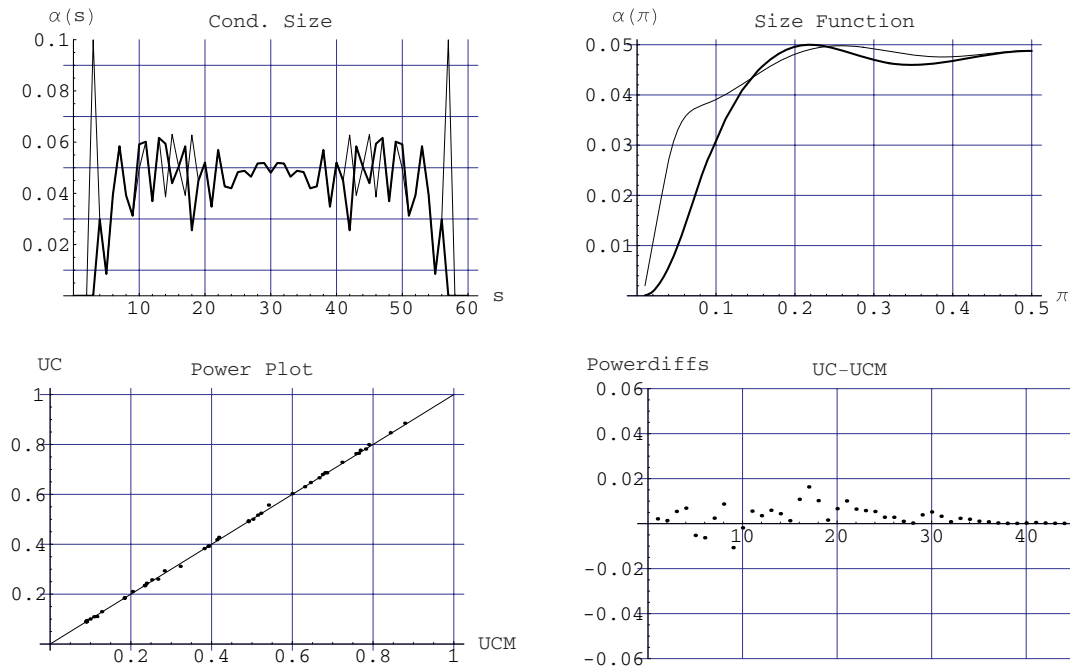 α(s)
Cond. Size
0.1
0.08
0.06
0.04
0.02
10 20 30 40 50 60 s
α(π)
Size Function
0.05
0.04
0.03
0.02
0.01
0.1 0.2 0.3 0.4 0.5 π
UC
Power Plot
1
0.8
0.6
0.4
0.2
0.2 0.4 0.6 0.8 1 UCM
Powerdiffs
UC-UCM
0.06
0.04
0.02
10 20 30 40
-0.02
-0.04
-0.06